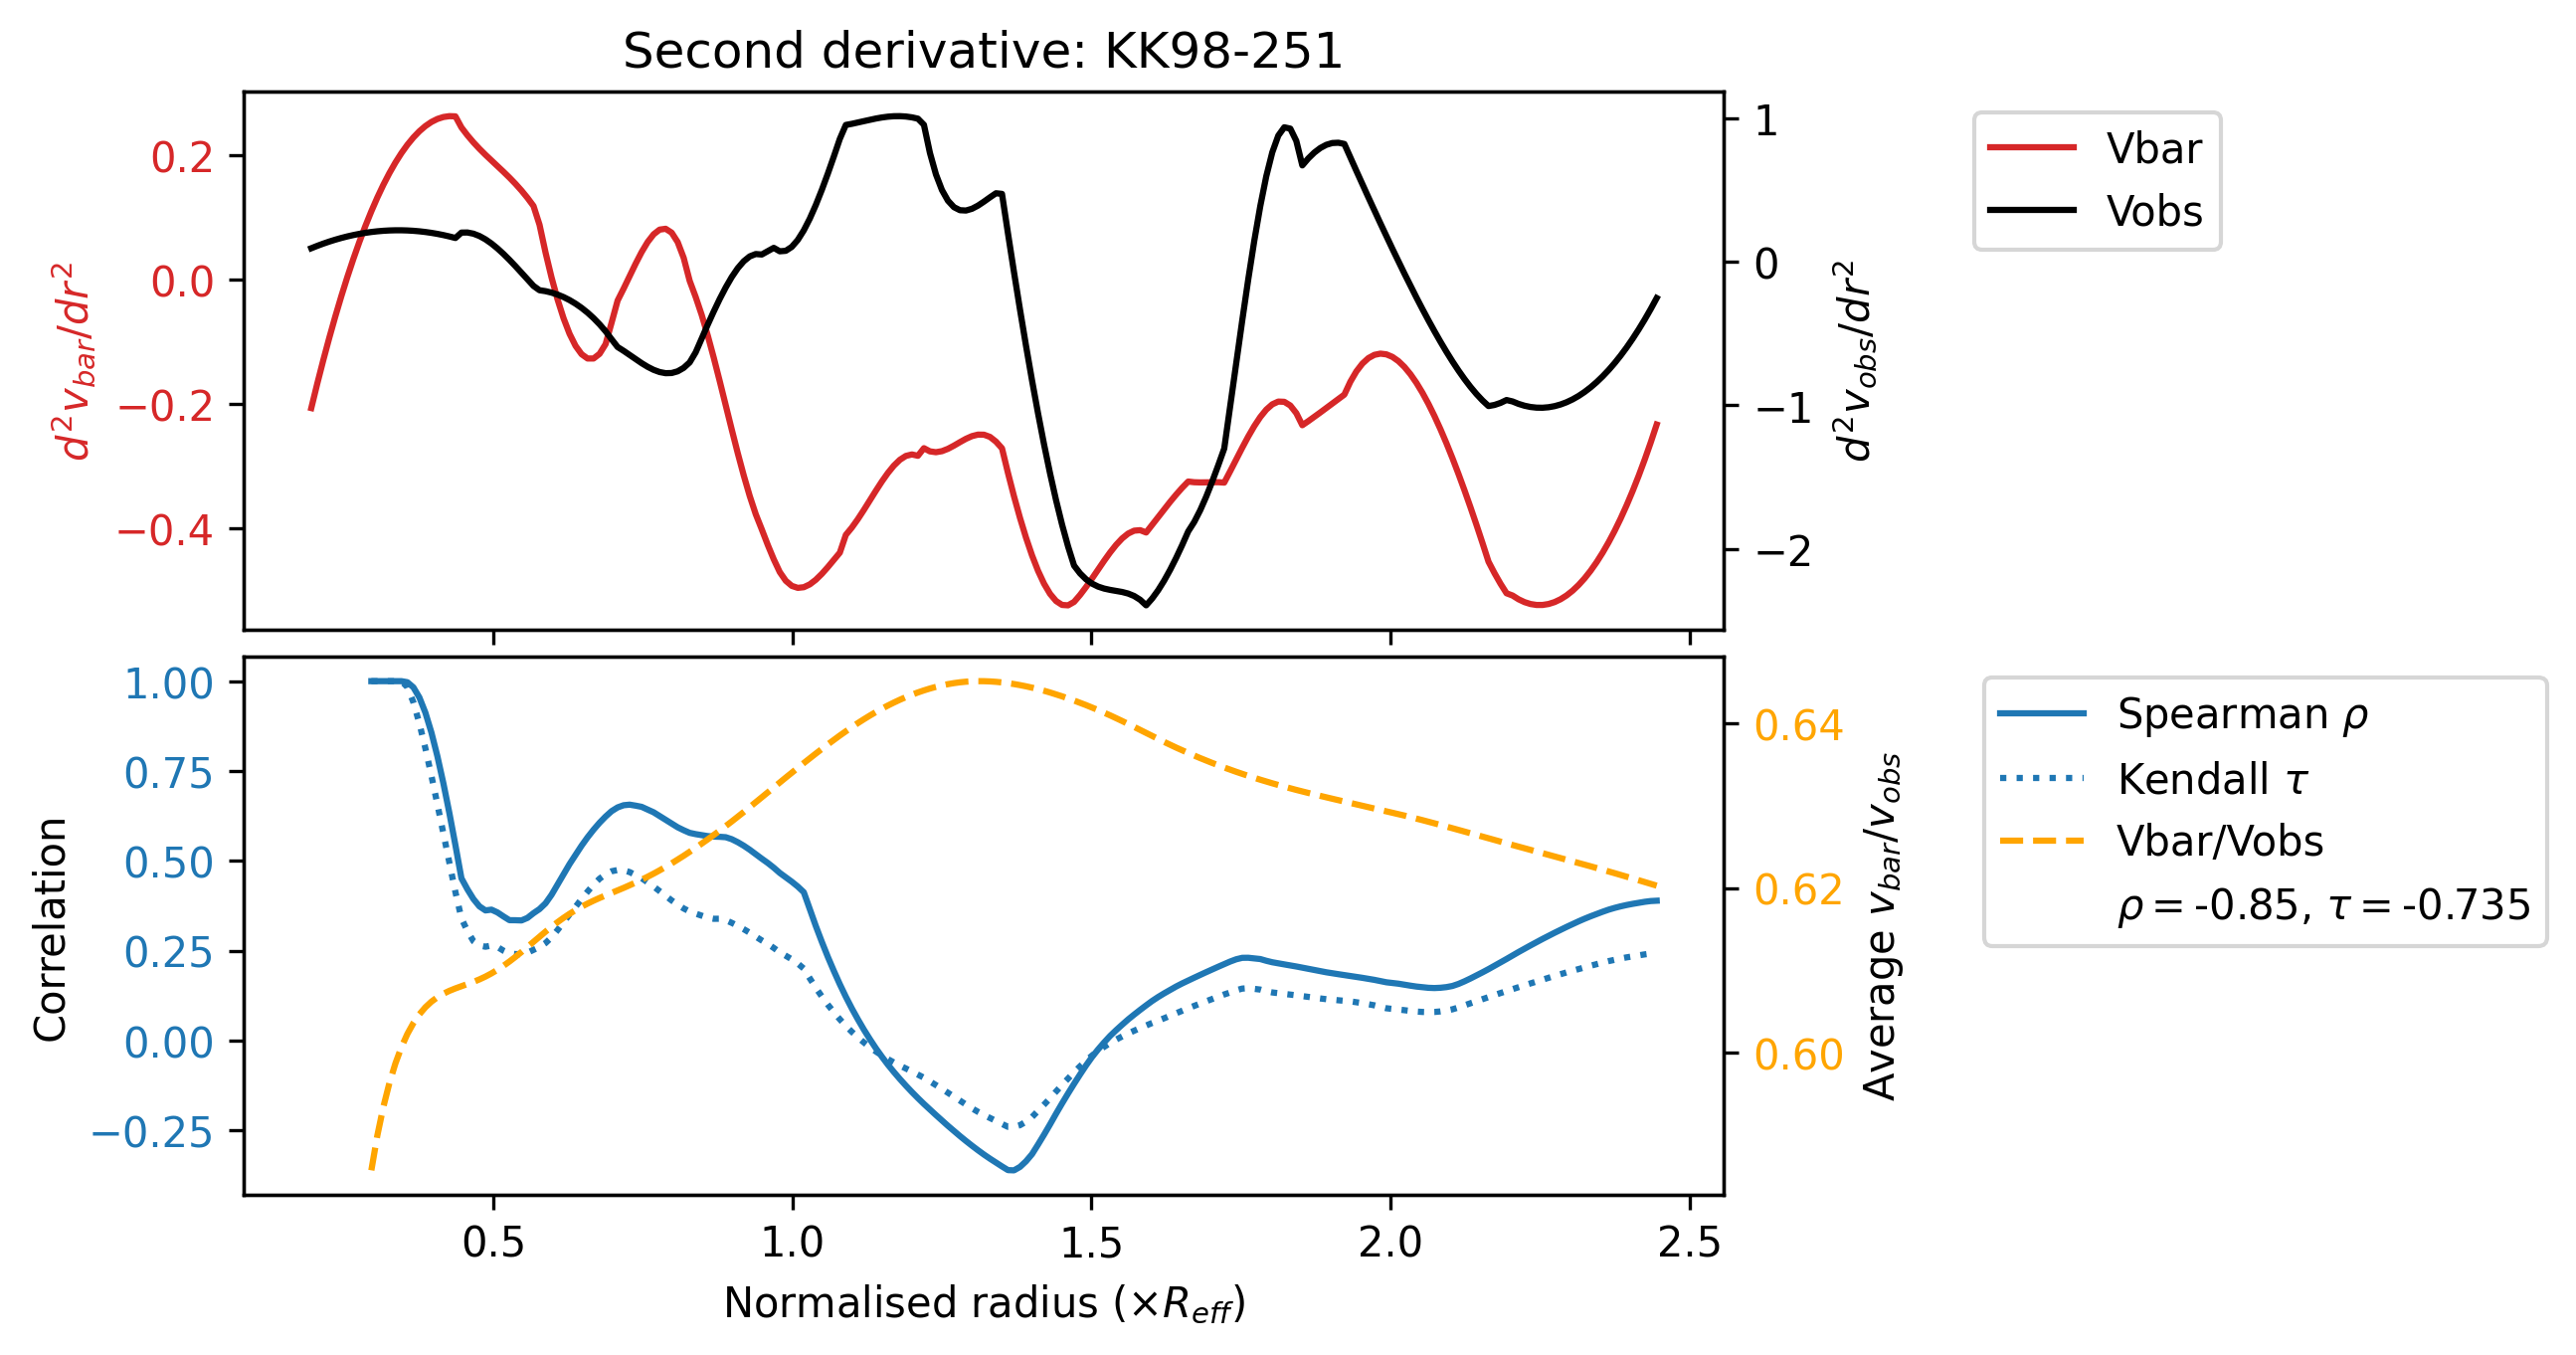 Second derivative: KK98-251
d²v_bar/dr²
0.2
0.0
−0.2
−0.4
1
0
−1
−2
d²v_obs/dr²
Vbar
Vobs
Correlation
1.00
0.75
0.50
0.25
0.00
−0.25
0.64
0.62
0.60
Average v_bar/v_obs
Spearman ρ
Kendall τ
Vbar/Vobs
ρ = -0.85, τ = -0.735
0.5 1.0 1.5 2.0 2.5
Normalised radius (×R_eff)